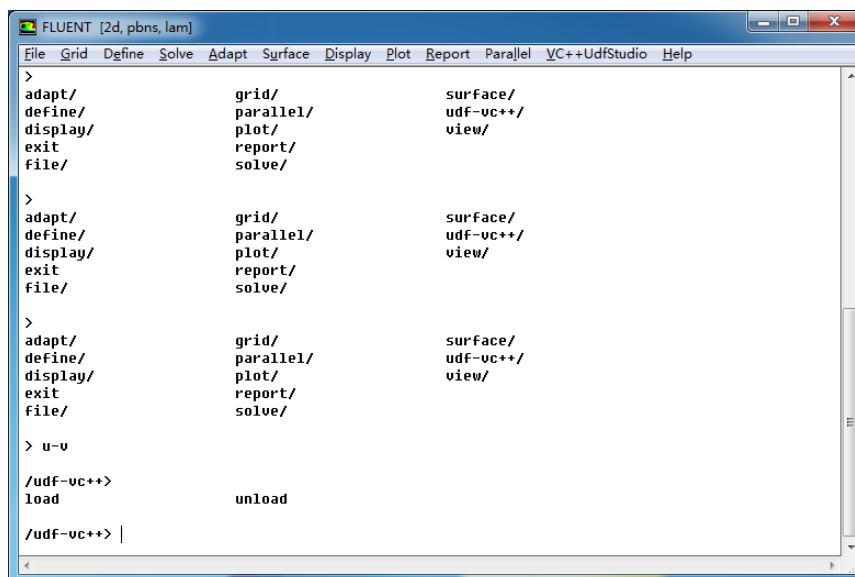 FLUENT [2d, pbns, lam]
File Grid Define Solve Adapt Surface Display Plot Report Parallel VC++UdfStudio Help
>
adapt/ grid/ surface/
define/ parallel/ udf-vc++/
display/ plot/ view/
exit report/
file/ solve/
>
adapt/ grid/ surface/
define/ parallel/ udf-vc++/
display/ plot/ view/
exit report/
file/ solve/
>
adapt/ grid/ surface/
define/ parallel/ udf-vc++/
display/ plot/ view/
exit report/
file/ solve/
> u-v
/udf-vc++>
load unload
/udf-vc++>